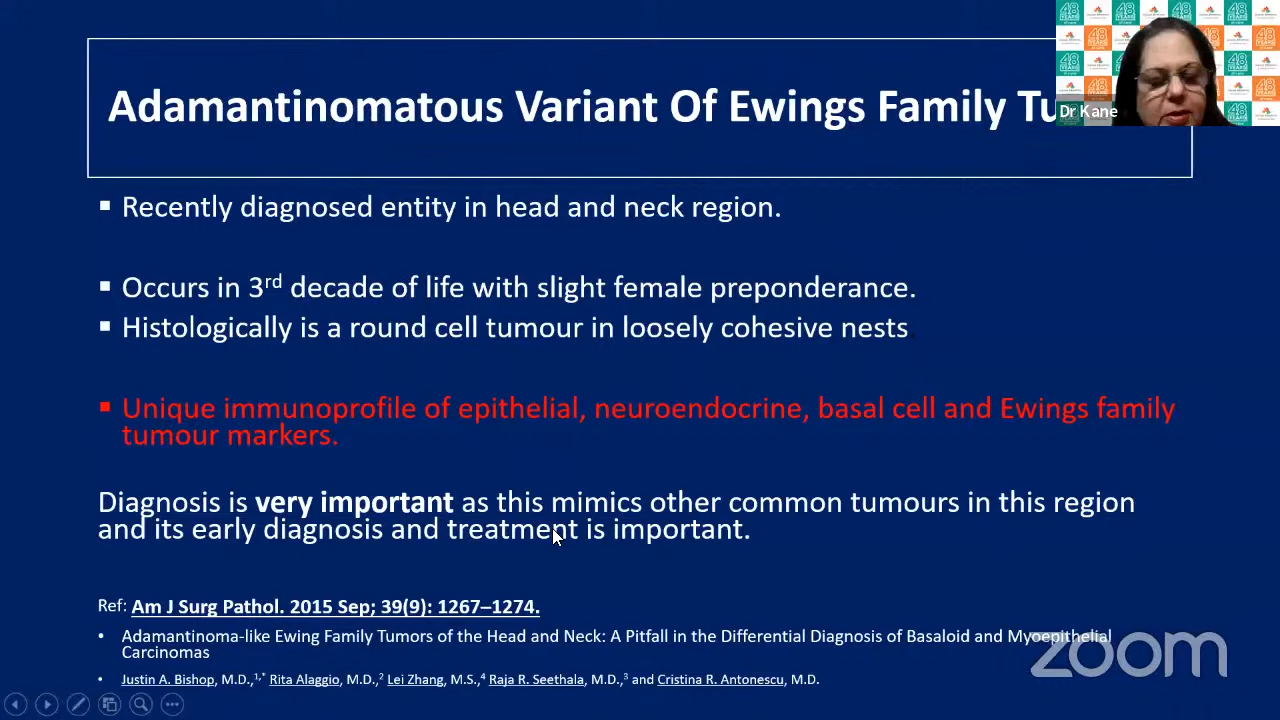 Adamantinomatous Variant Of Ewings Family Tu
Dr Kane
▪ Recently diagnosed entity in head and neck region.
▪ Occurs in 3rd decade of life with slight female preponderance.
▪ Histologically is a round cell tumour in loosely cohesive nests.
▪ Unique immunoprofile of epithelial, neuroendocrine, basal cell and Ewings family
tumour markers.
Diagnosis is very important as this mimics other common tumours in this region
and its early diagnosis and treatment is important.
Ref: Am J Surg Pathol. 2015 Sep; 39(9): 1267–1274.
• Adamantinoma-like Ewing Family Tumors of the Head and Neck: A Pitfall in the Differential Diagnosis of Basaloid and Myoepithelial
Carcinomas
• Justin A. Bishop, M.D.,1,* Rita Alaggio, M.D.,2 Lei Zhang, M.S.,4 Raja R. Seethala, M.D.,3 and Cristina R. Antonescu, M.D.
zoom
48
YEARS